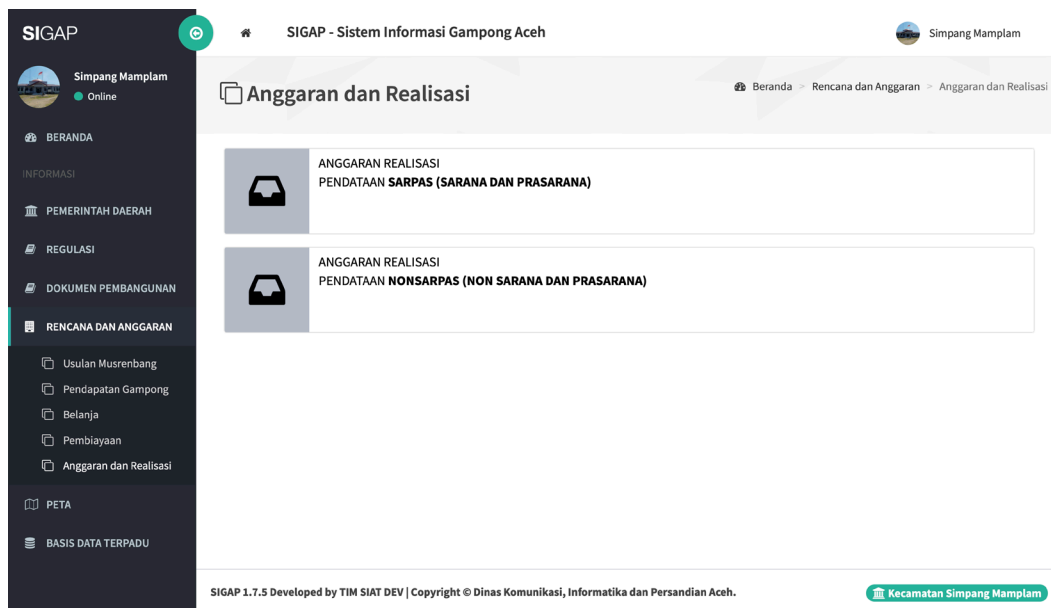 SIGAP
SIGAP - Sistem Informasi Gampong Aceh
Simpang Mamplam
Simpang Mamplam
Online
Anggaran dan Realisasi
Beranda > Rencana dan Anggaran > Anggaran dan Realisasi
BERANDA
INFORMASI
PEMERINTAH DAERAH
REGULASI
DOKUMEN PEMBANGUNAN
RENCANA DAN ANGGARAN
Usulan Musrenbang
Pendapatan Gampong
Belanja
Pembiayaan
Anggaran dan Realisasi
PETA
BASIS DATA TERPADU
ANGGARAN REALISASI
PENDATAAN SARPAS (SARANA DAN PRASARANA)
ANGGARAN REALISASI
PENDATAAN NONSARPAS (NON SARANA DAN PRASARANA)
SIGAP 1.7.5 Developed by TIM SIAT DEV | Copyright © Dinas Komunikasi, Informatika dan Persandian Aceh.
Kecamatan Simpang Mamplam